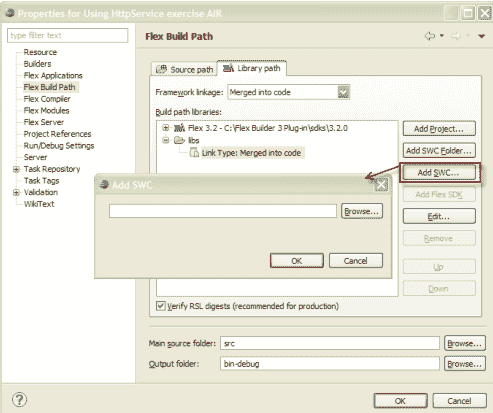 Properties for Using HttpService exercise AIR
type filter text
Resource
Builders
Flex Applications
Flex Build Path
Flex Compiler
Flex Modules
Flex Server
Project References
Run/Debug Settings
Server
Task Repository
Task Tags
Validation
WikiText
Flex Build Path
Source path
Library path
Framework linkage: Merged into code
Build path libraries:
Flex 3.2 - C:\Flex Builder 3 Plug-in\sdks\3.2.0
libs
Link Type: Merged into code
Add Project...
Add SWC Folder...
Add SWC...
Add Flex SDK
Edit...
Remove
Up
Down
Add SWC
Browse...
OK
Cancel
Verify RSL digests (recommended for production)
Main source folder: src
Browse...
Output folder: bin-debug
Browse...
OK
Cancel